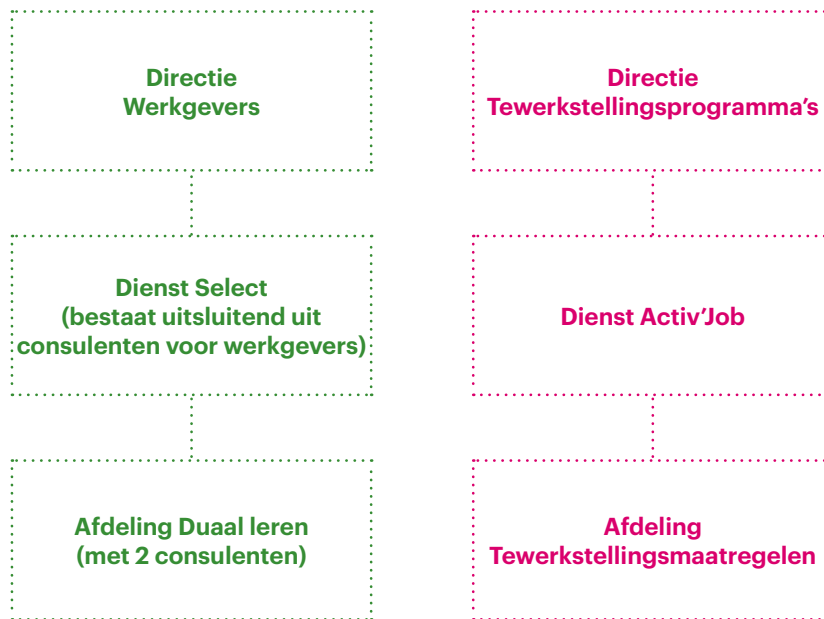 Directie
Werkgevers
Directie
Tewerkstellingsprogramma's
Dienst Select
(bestaat uitsluitend uit
consulenten voor werkgevers)
Dienst Activ'Job
Afdeling Duaal leren
(met 2 consulenten)
Afdeling
Tewerkstellingsmaatregelen